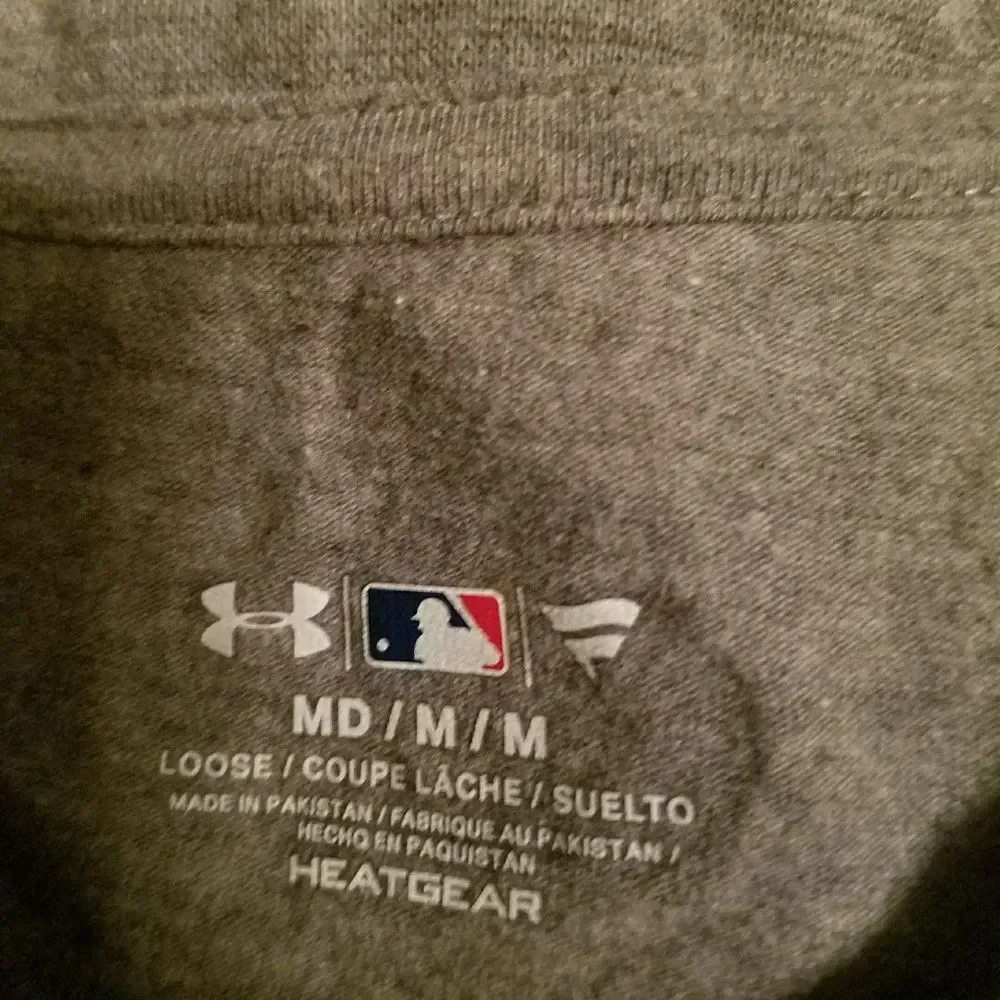 MD / M / M
LOOSE / COUPE LÂCHE / SUELTO
MADE IN PAKISTAN / FABRIQUE AU PAKISTAN /
HECHO EN PAQUISTAN
HEATGEAR